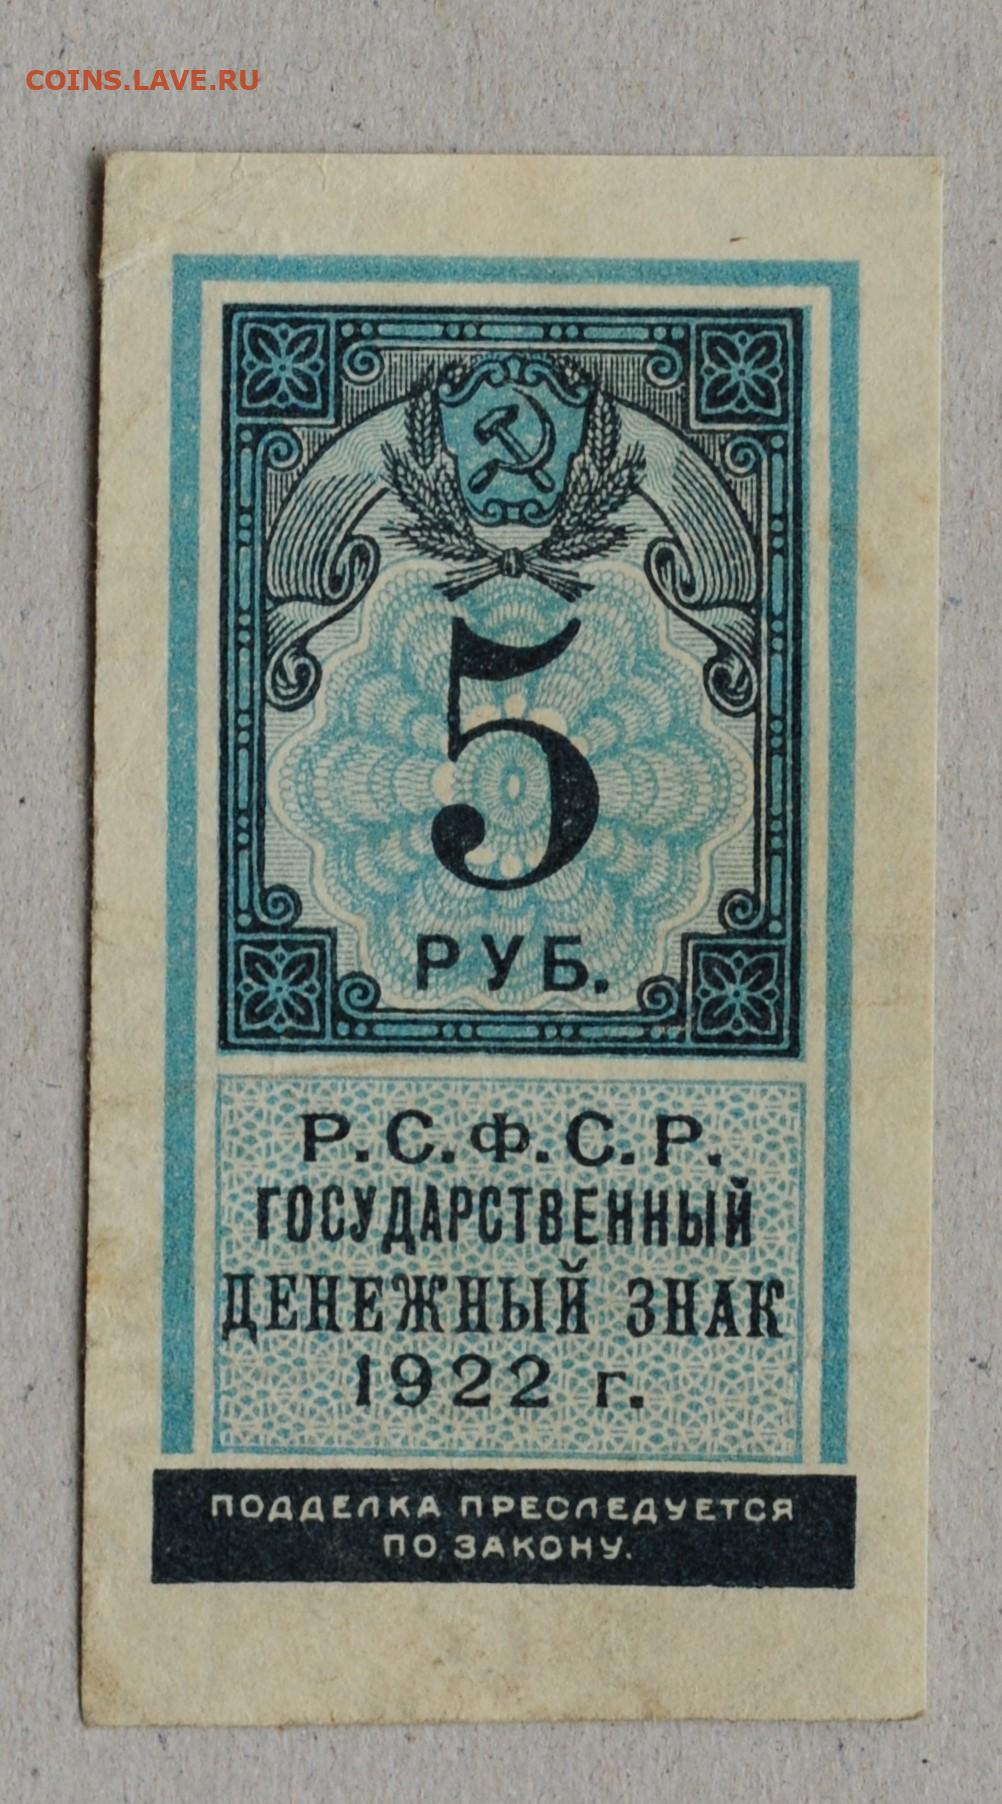 COINS.LAVE.RU
5
РУБ.
Р.С.Ф.С.Р.
ГОСУДАРСТВЕННЫЙ
ДЕНЕЖНЫЙ ЗНАК
1922 г.
ПОДДЕЛКА ПРЕСЛЕДУЕТСЯ
ПО ЗАКОНУ.